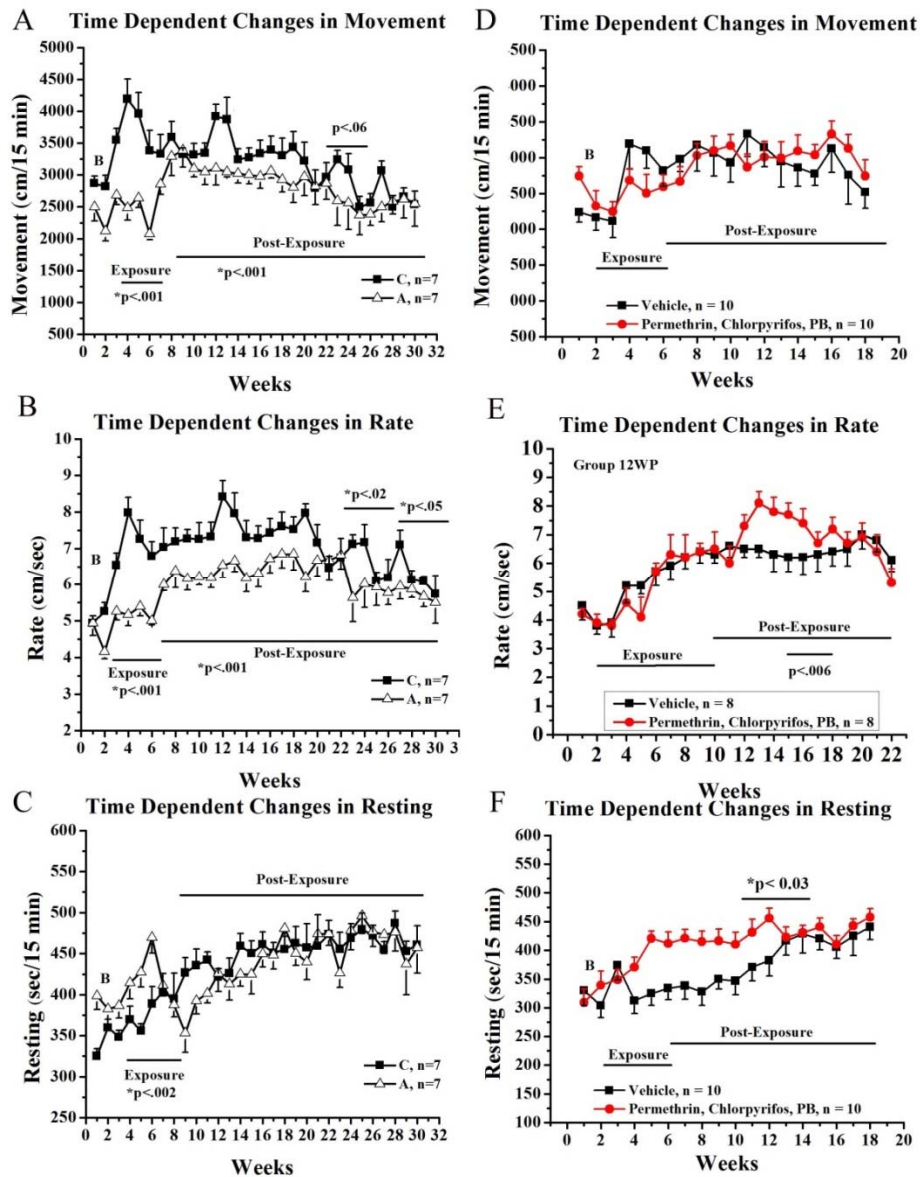 A
Time Dependent Changes in Movement
5000
4500
4000
3500
3000
2500
2000
1500
1000
500
Movement (cm/15 min)
B
p<.06
Post-Exposure
Exposure
*p<.001
*p<.001
C, n=7
A, n=7
0 2 4 6 8 10 12 14 16 18 20 22 24 26 28 30 32
Weeks
B
Time Dependent Changes in Rate
10
9
8
7
6
5
4
3
2
Rate (cm/sec)
B
*p<.02
*p<.05
Post-Exposure
Exposure
*p<.001
*p<.001
C, n=7
A, n=7
0 2 4 6 8 10 12 14 16 18 20 22 24 26 28 30 3
Weeks
C
Time Dependent Changes in Resting
600
550
500
450
400
350
300
250
Resting (sec/15 min)
Post-Exposure
B
Exposure
*p<.002
C, n=7
A, n=7
0 2 4 6 8 10 12 14 16 18 20 22 24 26 28 30 32
Weeks
D
Time Dependent Changes in Movement
500
000
500
000
500
000
500
000
500
Movement (cm/15 min)
B
Post-Exposure
Exposure
Vehicle, n = 10
Permethrin, Chlorpyrifos, PB, n = 10
0 2 4 6 8 10 12 14 16 18 20
Weeks
E
Time Dependent Changes in Rate
10
9
8
7
6
5
4
3
2
1
0
Rate (cm/sec)
Group 12WP
Post-Exposure
Exposure
p<.006
Vehicle, n = 8
Permethrin, Chlorpyrifos, PB, n = 8
0 2 4 6 8 10 12 14 16 18 20 22
Weeks
F
Time Dependent Changes in Resting
600
550
500
450
400
350
300
250
200
150
100
Resting (sec/15 min)
*p< 0.03
B
Post-Exposure
Exposure
Vehicle, n = 10
Permethrin, Chlorpyrifos, PB, n = 10
0 2 4 6 8 10 12 14 16 18 20
Weeks